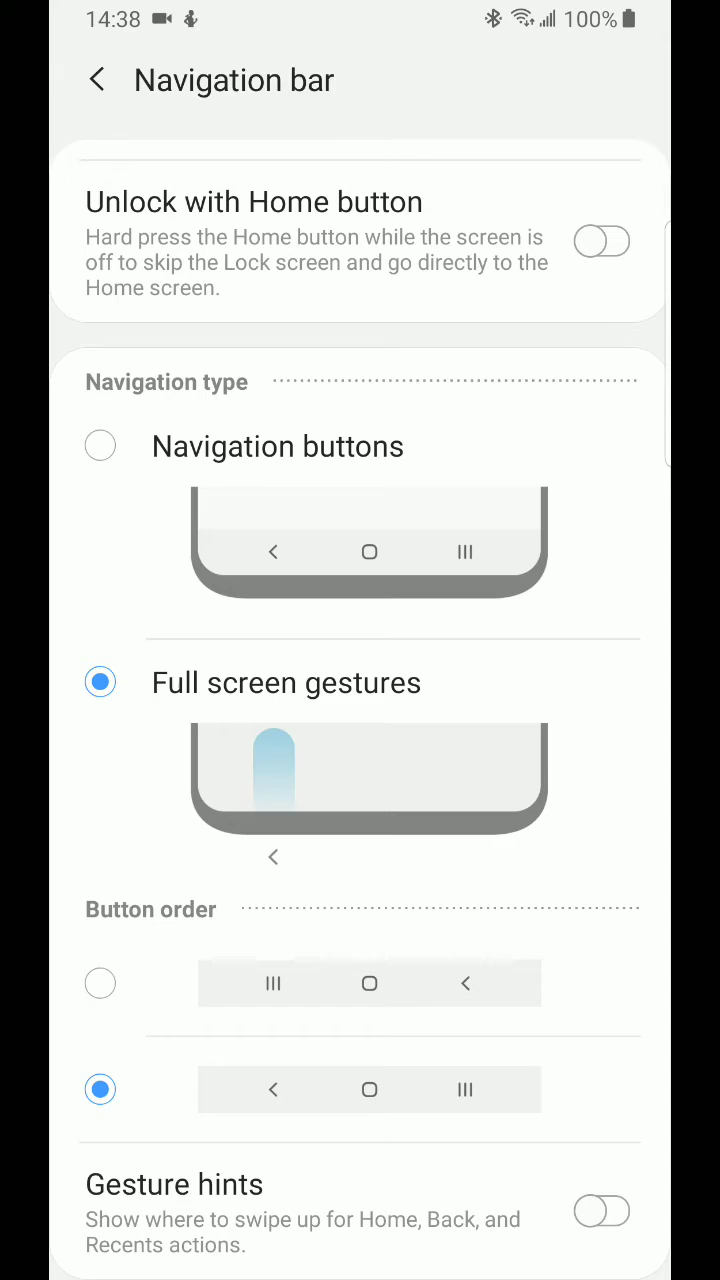 14:38 100%
Navigation bar
Unlock with Home button
Hard press the Home button while the screen is
off to skip the Lock screen and go directly to the
Home screen.
Navigation type
Navigation buttons
Full screen gestures
Button order
Gesture hints
Show where to swipe up for Home, Back, and
Recents actions.